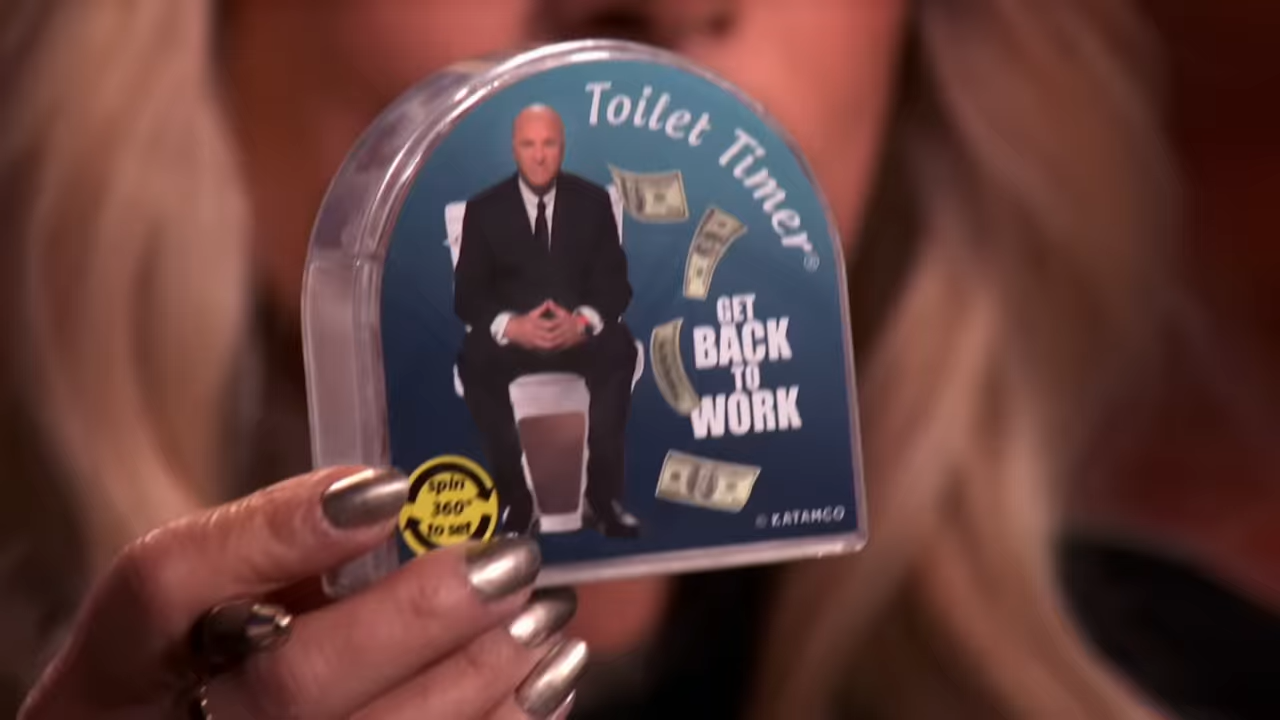 Toilet Timer®
GET
BACK
TO
WORK
spin
360°
to set
© KATAMCO